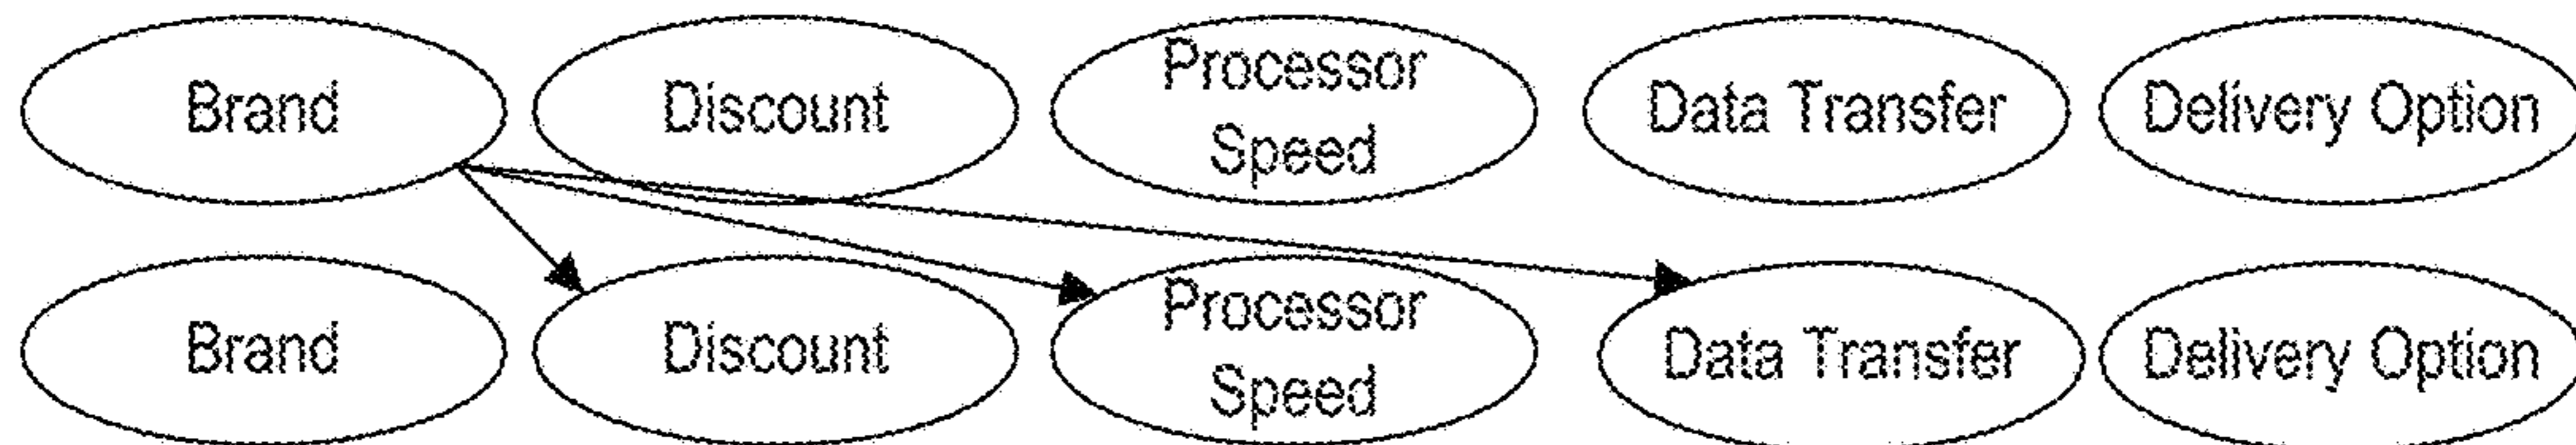 Brand
Discount
Processor
Speed
Data Transfer
Delivery Option
Brand
Discount
Processor
Speed
Data Transfer
Delivery Option